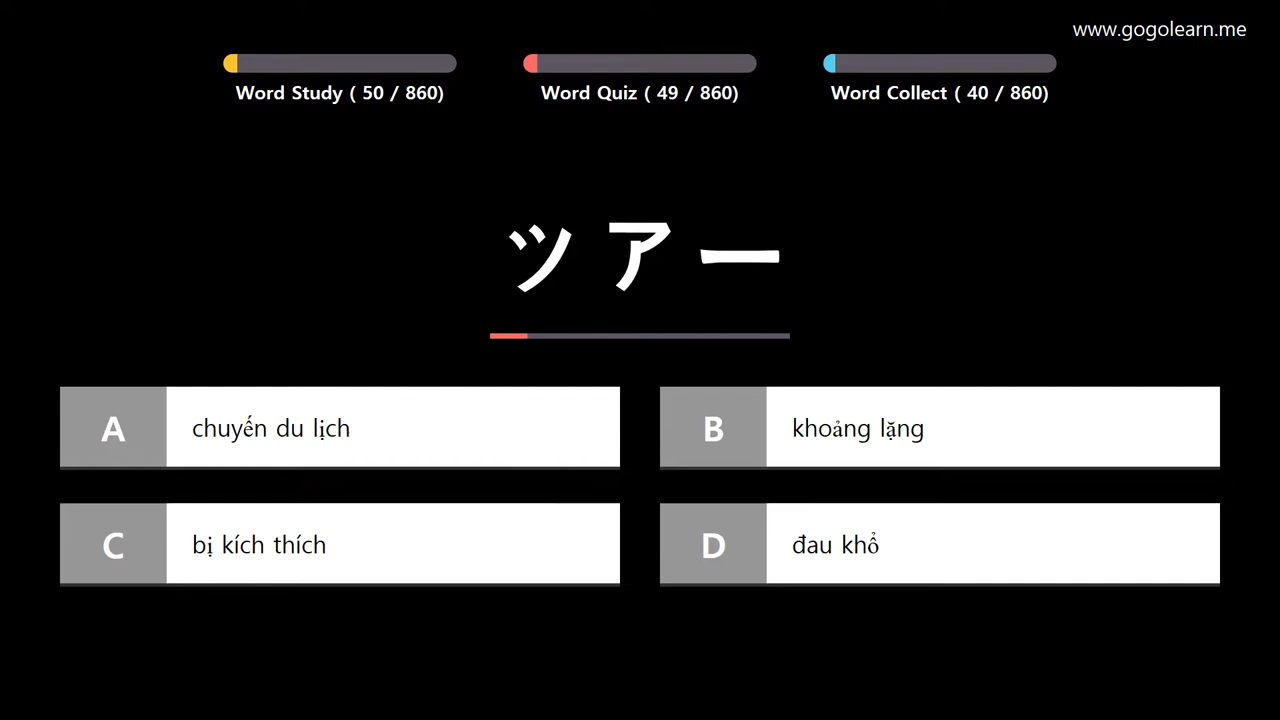 www.gogolearn.me
Word Study ( 50 / 860)
Word Quiz ( 49 / 860)
Word Collect ( 40 / 860)
ツアー
A chuyến du lịch
B khoảng lặng
C bị kích thích
D đau khổ